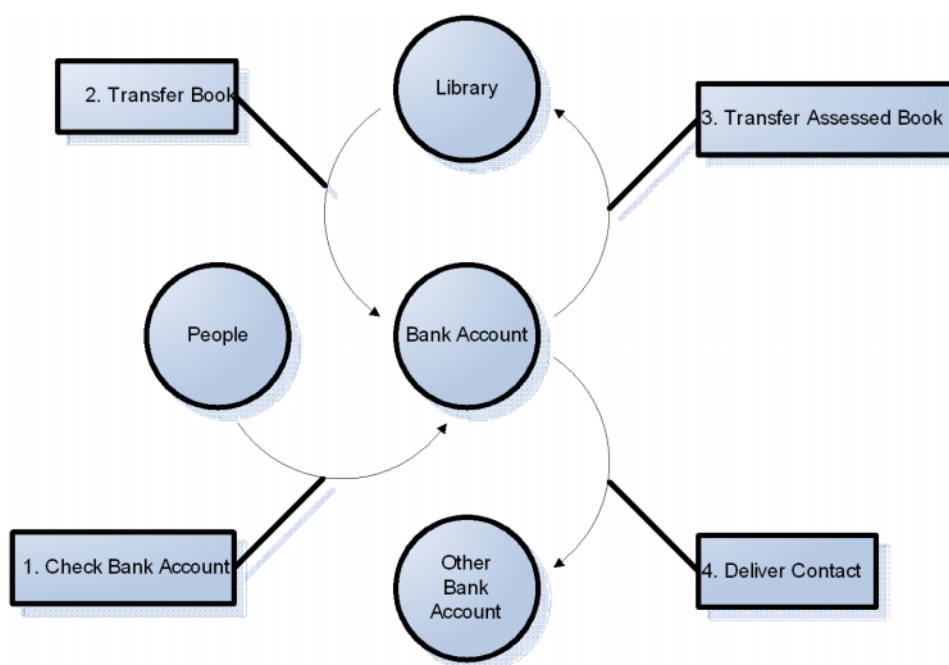 Library
2. Transfer Book
3. Transfer Assessed Book
People
Bank Account
1. Check Bank Account
Other
Bank
Account
4. Deliver Contact